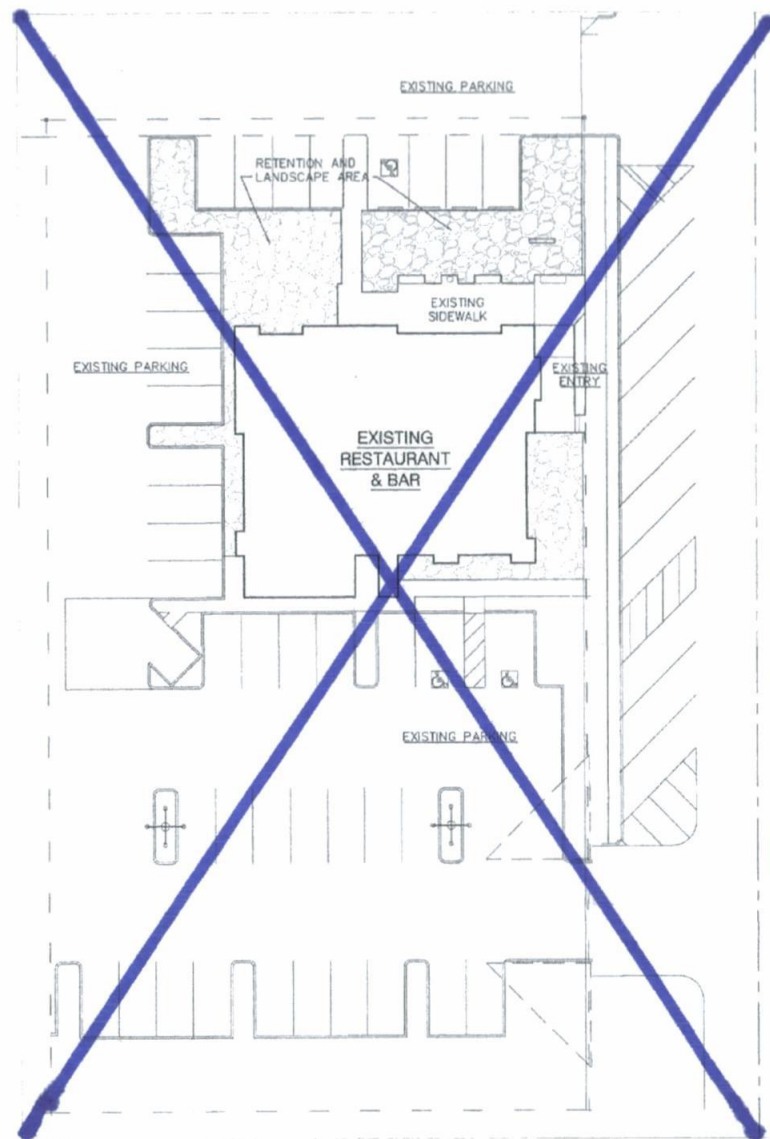 EXISTING PARKING
RETENTION AND
LANDSCAPE AREA
EXISTING
SIDEWALK
EXISTING PARKING
EXISTING
ENTRY
EXISTING
RESTAURANT
& BAR
EXISTING PARKING